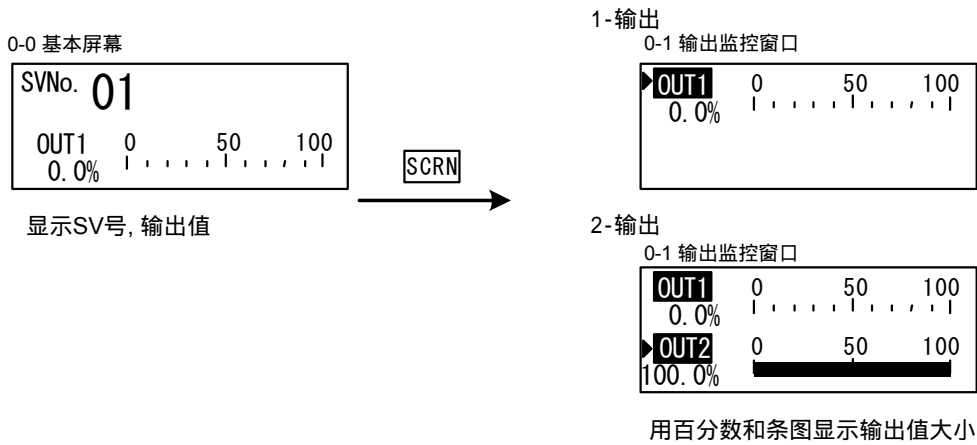 0-0 基本屏幕
SVNo. 01
OUT1 0 50 100
0.0%
显示SV号, 输出值
SCRN
1-输出
0-1 输出监控窗口
OUT1 0 50 100
0.0%
2-输出
0-1 输出监控窗口
OUT1 0 50 100
0.0%
OUT2 0 50 100
100.0%
用百分数和条图显示输出值大小